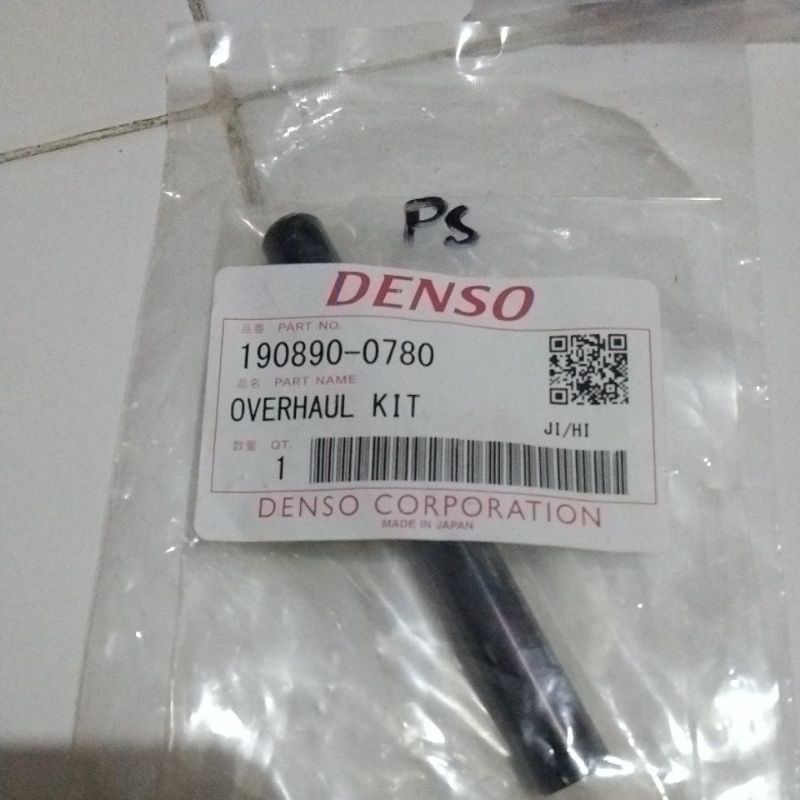 PS
DENSO
品番 PART NO.
190890-0780
品名 PART NAME
OVERHAUL KIT
JI/HI
数量 QT.
1
DENSO CORPORATION
MADE IN JAPAN